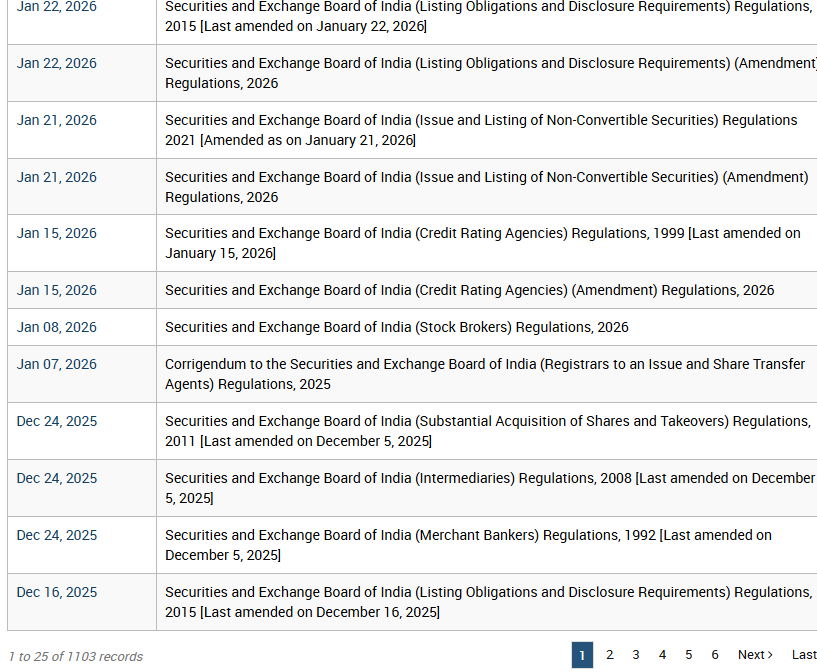 Jan 22, 2026
Securities and Exchange Board of India (Listing Obligations and Disclosure Requirements) Regulations,
2015 [Last amended on January 22, 2026]
Jan 22, 2026
Securities and Exchange Board of India (Listing Obligations and Disclosure Requirements) (Amendment)
Regulations, 2026
Jan 21, 2026
Securities and Exchange Board of India (Issue and Listing of Non-Convertible Securities) Regulations
2021 [Amended as on January 21, 2026]
Jan 21, 2026
Securities and Exchange Board of India (Issue and Listing of Non-Convertible Securities) (Amendment)
Regulations, 2026
Jan 15, 2026
Securities and Exchange Board of India (Credit Rating Agencies) Regulations, 1999 [Last amended on
January 15, 2026]
Jan 15, 2026
Securities and Exchange Board of India (Credit Rating Agencies) (Amendment) Regulations, 2026
Jan 08, 2026
Securities and Exchange Board of India (Stock Brokers) Regulations, 2026
Jan 07, 2026
Corrigendum to the Securities and Exchange Board of India (Registrars to an Issue and Share Transfer
Agents) Regulations, 2025
Dec 24, 2025
Securities and Exchange Board of India (Substantial Acquisition of Shares and Takeovers) Regulations,
2011 [Last amended on December 5, 2025]
Dec 24, 2025
Securities and Exchange Board of India (Intermediaries) Regulations, 2008 [Last amended on December
5, 2025]
Dec 24, 2025
Securities and Exchange Board of India (Merchant Bankers) Regulations, 1992 [Last amended on
December 5, 2025]
Dec 16, 2025
Securities and Exchange Board of India (Listing Obligations and Disclosure Requirements) Regulations,
2015 [Last amended on December 16, 2025]
1 to 25 of 1103 records
1 2 3 4 5 6 Next › Last